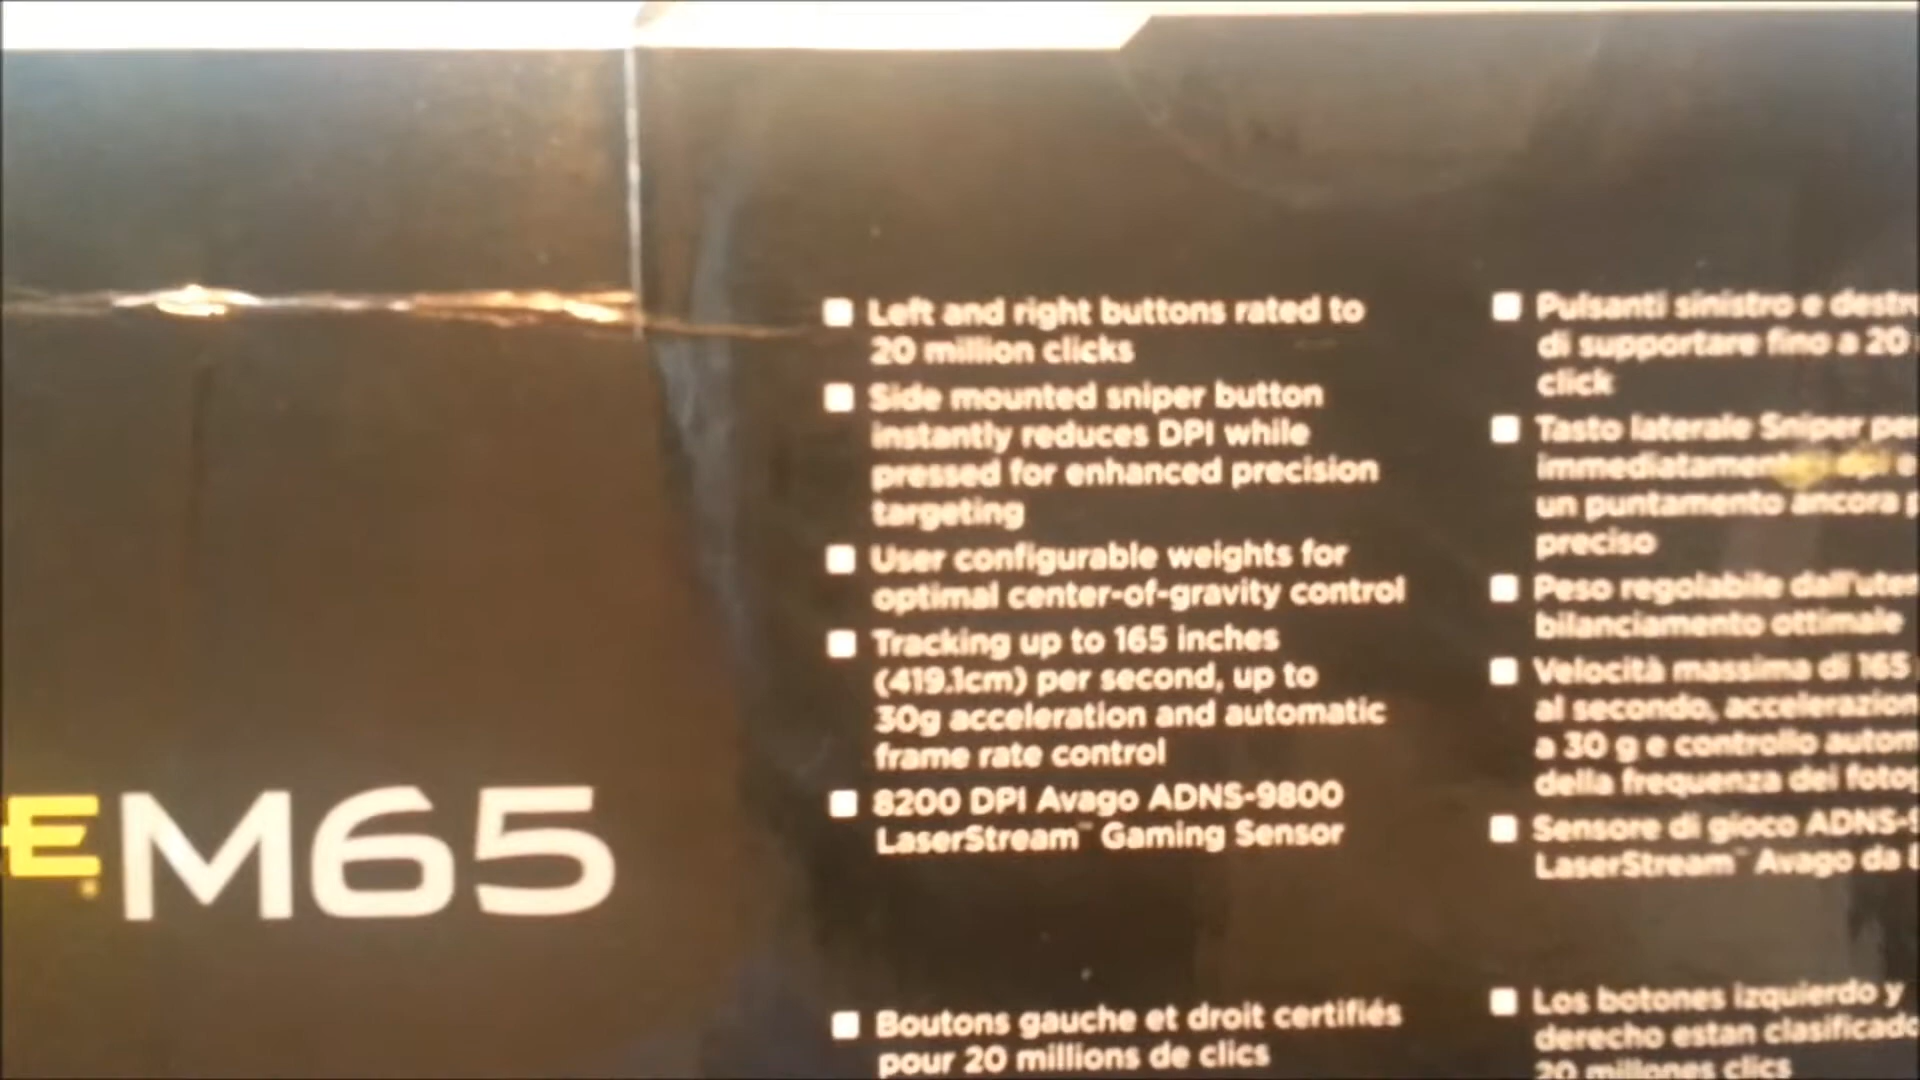 E M65
Left and right buttons rated to
20 million clicks
Side mounted sniper button
instantly reduces DPI while
pressed for enhanced precision
targeting
User configurable weights for
optimal center-of-gravity control
Tracking up to 165 inches
(419.1cm) per second, up to
30g acceleration and automatic
frame rate control
8200 DPI Avago ADNS-9800
LaserStream™ Gaming Sensor
Boutons gauche et droit certifiés
pour 20 millions de clics
Pulsanti sinistro e destr
di supportare fino a 20
click
Tasto laterale Sniper pe
immediatamen
un puntamento ancora p
preciso
Peso regolabile dall'uten
bilanciamento ottimale
Velocità massima di 165
al secondo, accelerazion
a 30 g e controllo autom
della frequenza dei fotog
Sensore di gioco ADNS-9
LaserStream™ Avago da 8
Los botones izquierdo y
derecho estan clasificado
20 millones clics